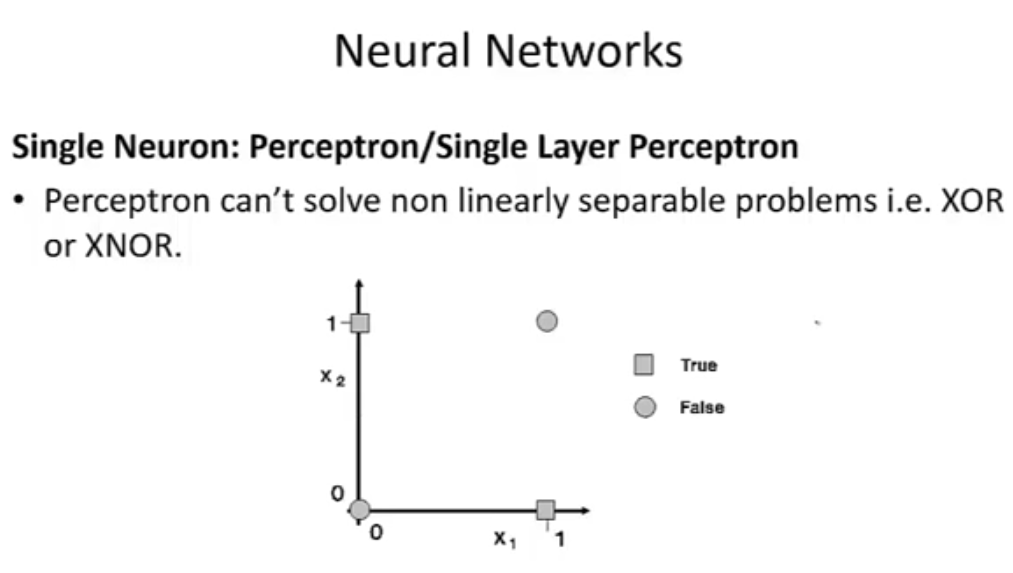 Neural Networks
Single Neuron: Perceptron/Single Layer Perceptron
• Perceptron can't solve non linearly separable problems i.e. XOR
or XNOR.
1
True
x2
False
0
0
x1
1